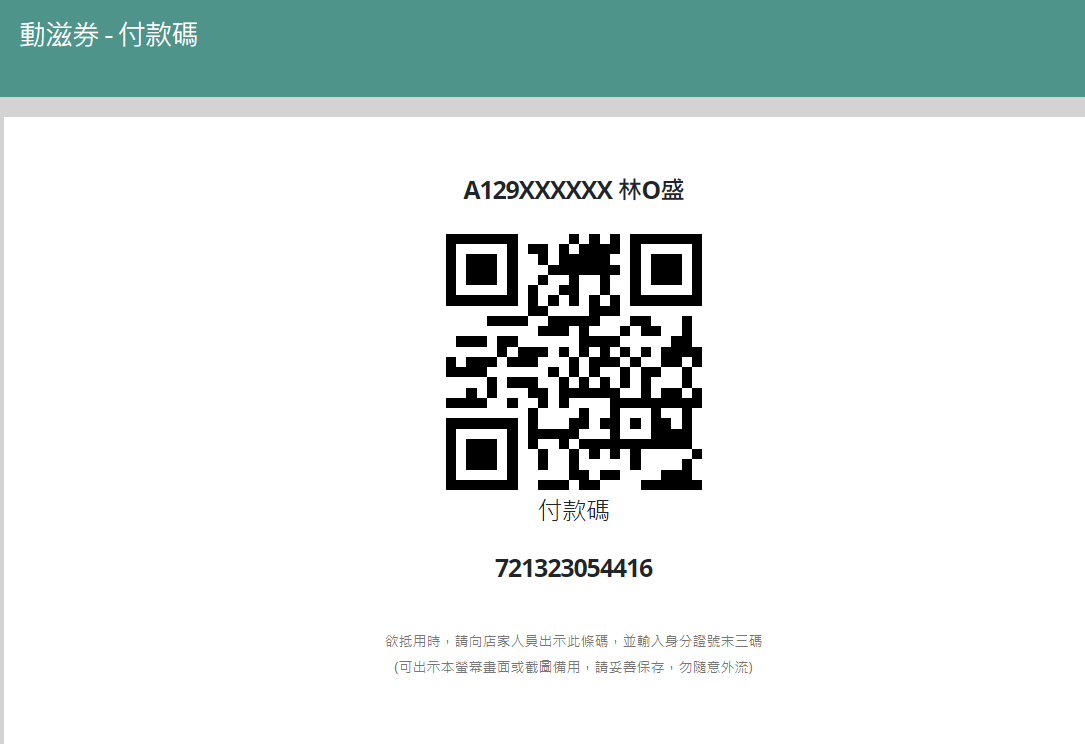 動滋券 - 付款碼
A129XXXXXX 林O盛
付款碼
721323054416
欲抵用時，請向店家人員出示此條碼，並輸入身分證號末三碼
(可出示本螢幕畫面或截圖備用，請妥善保存，勿隨意外流)